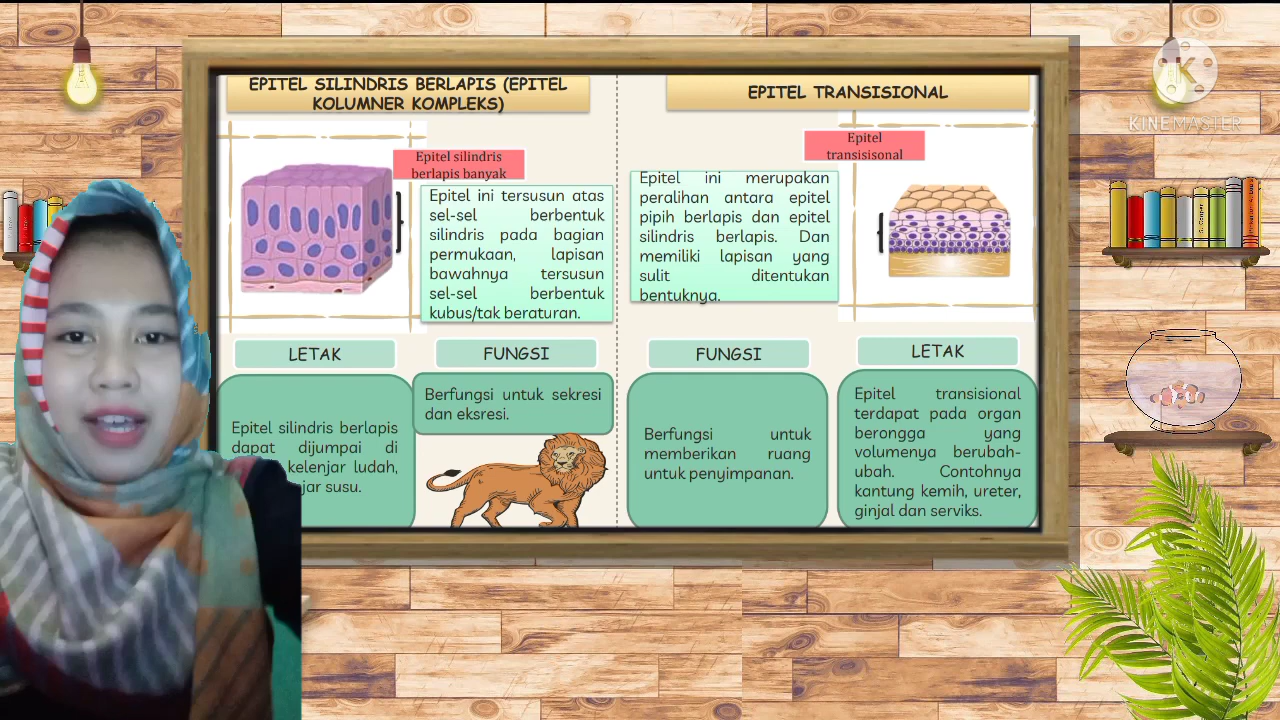 EPITEL SILINDRIS BERLAPIS (EPITEL
KOLUMNER KOMPLEKS)
Epitel silindris
berlapis banyak
Epitel ini tersusun atas
sel-sel berbentuk
silindris pada bagian
permukaan, lapisan
bawahnya tersusun
sel-sel berbentuk
kubus/tak beraturan.
LETAK
FUNGSI
Epitel silindris berlapis
dapat dijumpai di
kelenjar ludah,
susu.
Berfungsi untuk sekresi
dan eksresi.
EPITEL TRANSISIONAL
Epitel
transisisonal
Epitel ini merupakan
peralihan antara epitel
pipih berlapis dan epitel
silindris berlapis. Dan
memiliki lapisan yang
sulit ditentukan
bentuknya.
FUNGSI
LETAK
Berfungsi untuk
memberikan ruang
untuk penyimpanan.
Epitel transisional
terdapat pada organ
berongga yang
volumenya berubah-
ubah. Contohnya
kantung kemih, ureter,
ginjal dan serviks.
K
KINEMASTER